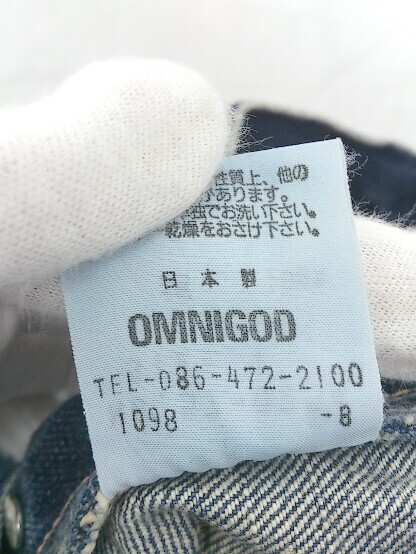 性質上、他の
があります。
でお洗い下さい。
乾燥をおさけ下さい。
日本製
OMNIGOD
TEL-086-472-2100
1098 -8